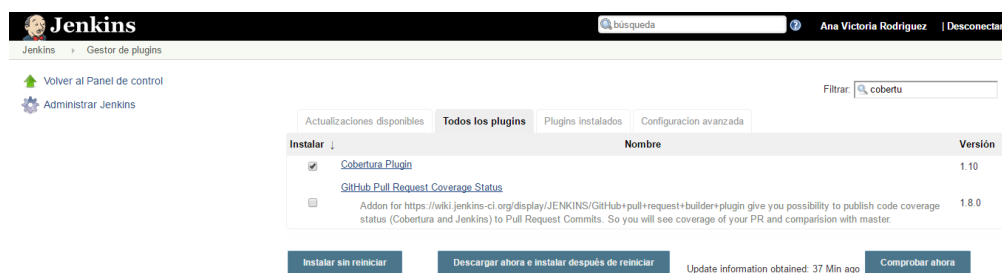 Jenkins
búsqueda
Ana Victoria Rodriguez | Desconectar
Jenkins Gestor de plugins
Volver al Panel de control
Administrar Jenkins
Filtrar: cobertu
Actualizaciones disponibles Todos los plugins Plugins instalados Configuracion avanzada
Instalar ↓ Nombre Versión
Cobertura Plugin 1.10
GitHub Pull Request Coverage Status
Addon for https://wiki.jenkins-ci.org/display/JENKINS/GitHub+pull+request+builder+plugin give you possibility to publish code coverage
status (Cobertura and Jenkins) to Pull Request Commits. So you will see coverage of your PR and comparision with master.
1.8.0
Instalar sin reiniciar Descargar ahora e instalar después de reiniciar Update information obtained: 37 Min ago Comprobar ahora